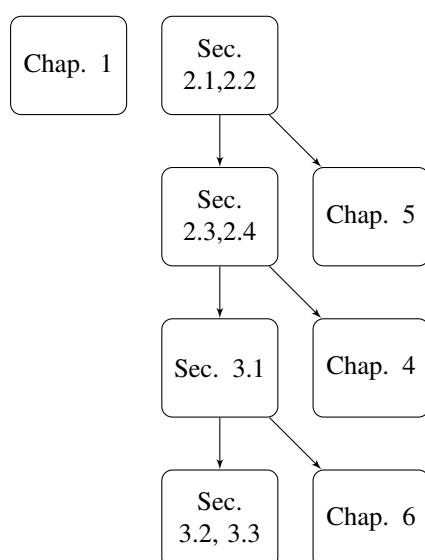 Chap. 1
Sec.
2.1,2.2
Sec.
2.3,2.4
Chap. 5
Sec. 3.1
Chap. 4
Sec.
3.2, 3.3
Chap. 6